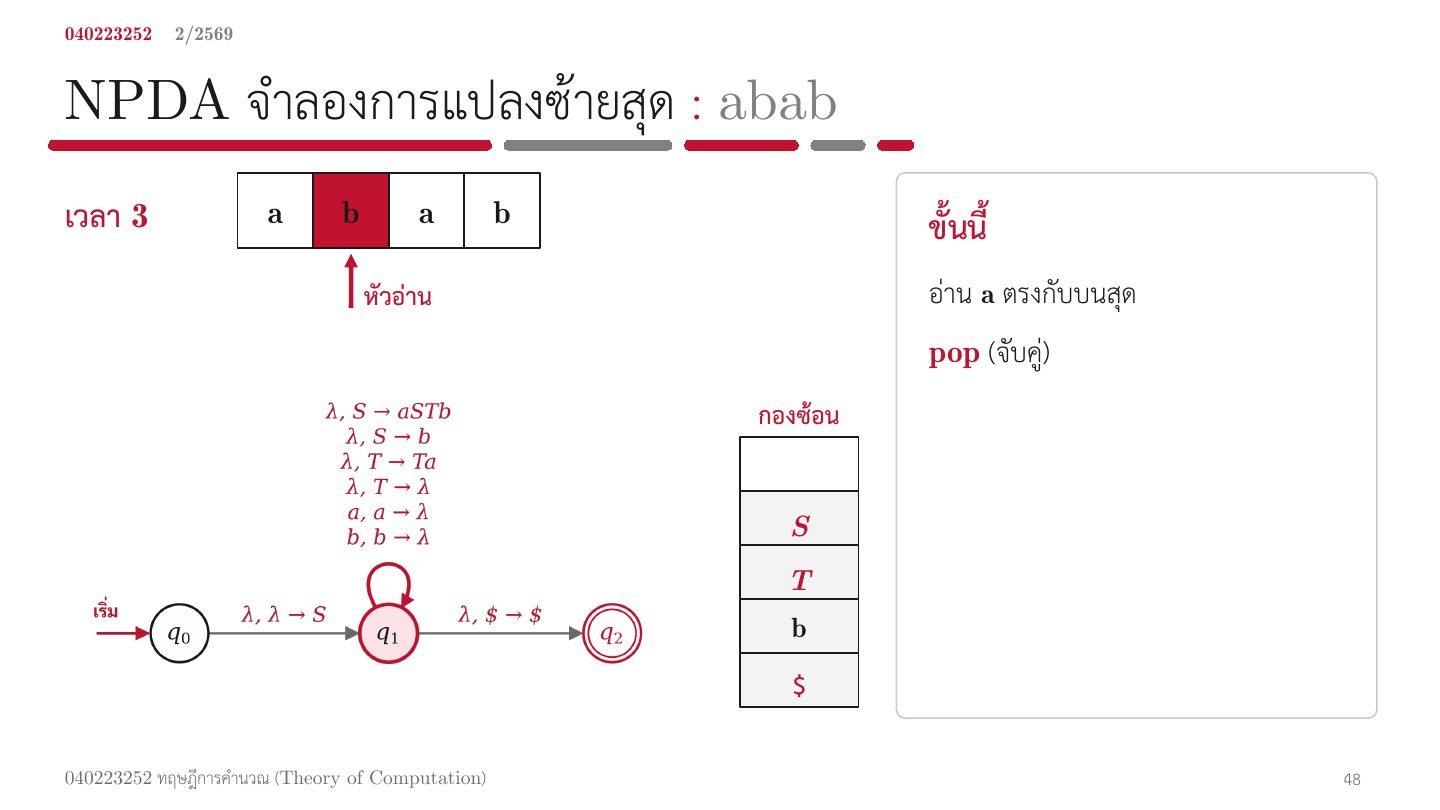 040223252 2/2569
NPDA จำลองการแปลงซ้ายสุด : abab
เวลา 3
a b a b
หัวอ่าน
ขั้นนี้
อ่าน a ตรงกับบนสุด
pop (จับคู่)
λ, S → aSTb
λ, S → b
λ, T → Ta
λ, T → λ
a, a → λ
b, b → λ
กองซ้อน
S
T
b
$
เริ่ม
q₀
λ, λ → S
q₁
λ, $ → $
q₂
040223252 ทฤษฎีการคำนวณ (Theory of Computation)
48